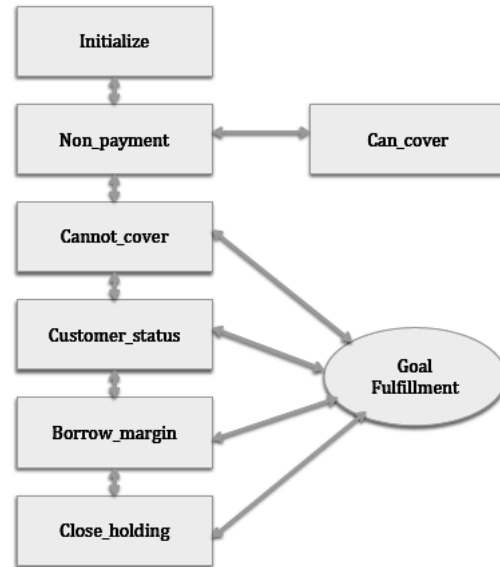 Initialize
Non_payment
Can_cover
Cannot_cover
Customer_status
Goal
Fulfillment
Borrow_margin
Close_holding